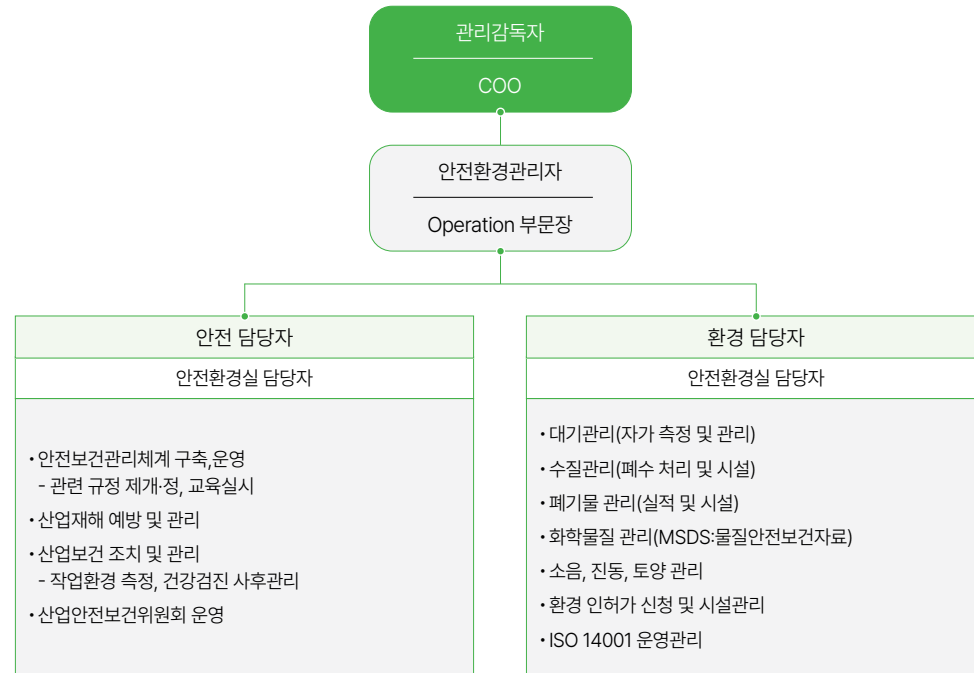 관리감독자
COO
안전환경관리자
Operation 부문장
안전 담당자
안전환경실 담당자
• 안전보건관리체계 구축,운영
- 관련 규정 제개·정, 교육실시
• 산업재해 예방 및 관리
• 산업보건 조치 및 관리
- 작업환경 측정, 건강검진 사후관리
• 산업안전보건위원회 운영
환경 담당자
안전환경실 담당자
• 대기관리(자가 측정 및 관리)
• 수질관리(폐수 처리 및 시설)
• 폐기물 관리(실적 및 시설)
• 화학물질 관리(MSDS:물질안전보건자료)
• 소음, 진동, 토양 관리
• 환경 인허가 신청 및 시설관리
• ISO 14001 운영관리